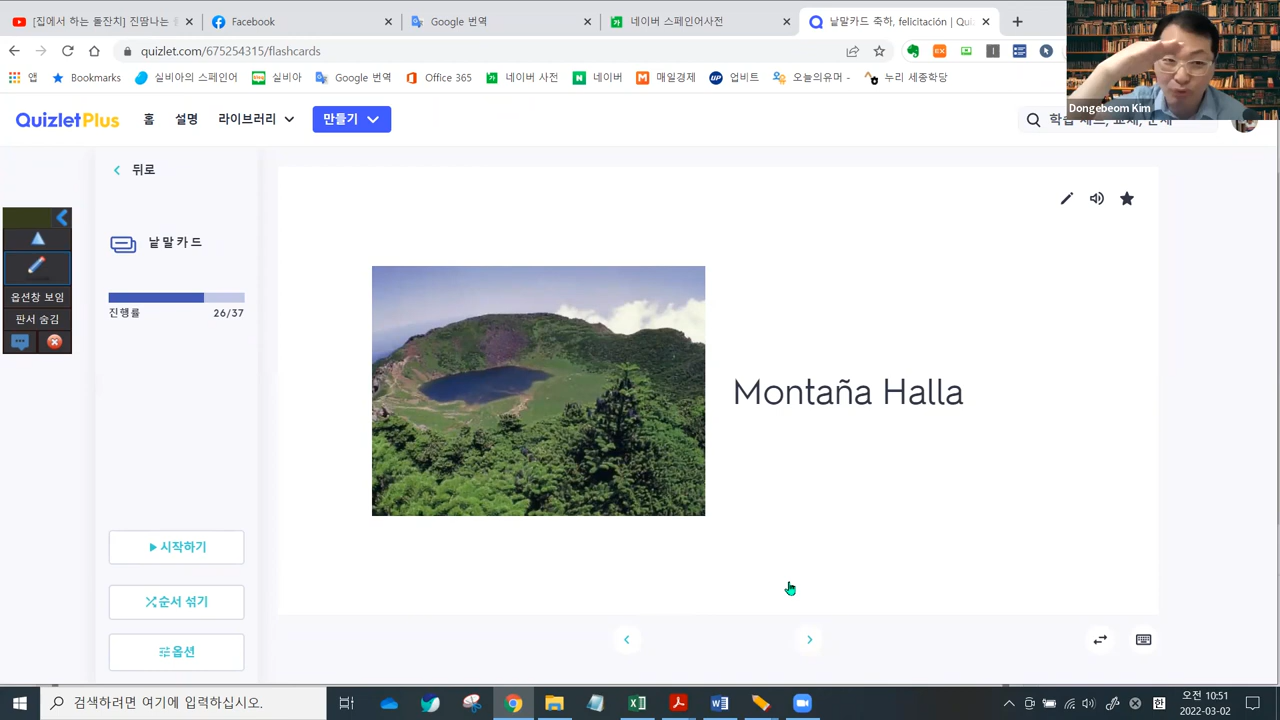 [집에서 하는 돌잔치] 진땀나는
Facebook
Google 번역
네이버 스페인어사전
낱말카드 축하, felicitación | Qui
quizlet.com/675254315/flashcards
앱
Bookmarks
실비아의 스페인어
실비아
Google 번역
Office 365
네이버 사전
네이버
매일경제
업비트
오늘의유머 -
누리 세종학당
Dongebeom Kim
QuizletPlus
홈
설명
라이브러리
만들기
뒤로
낱말카드
진행률
26/37
옵션창 보임
판서 숨김
Montaña Halla
시작하기
순서 섞기
옵션
검색하려면 여기에 입력하십시오.
한
오전 10:51
2022-03-02